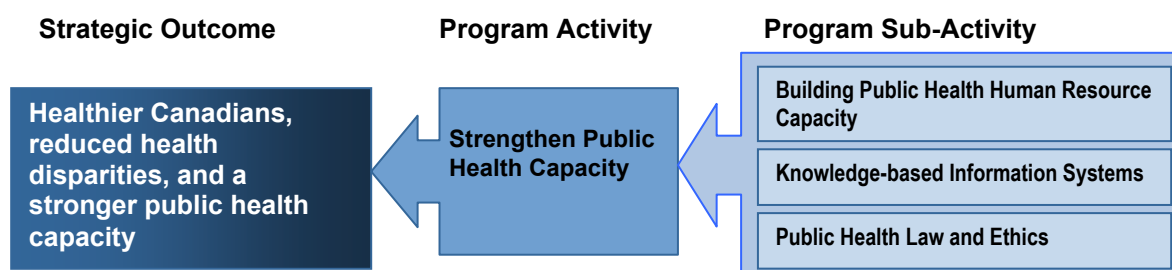 Strategic Outcome
Program Activity
Program Sub-Activity
Healthier Canadians,
reduced health
disparities, and a
stronger public health
capacity
Strengthen Public
Health Capacity
Building Public Health Human Resource
Capacity
Knowledge-based Information Systems
Public Health Law and Ethics